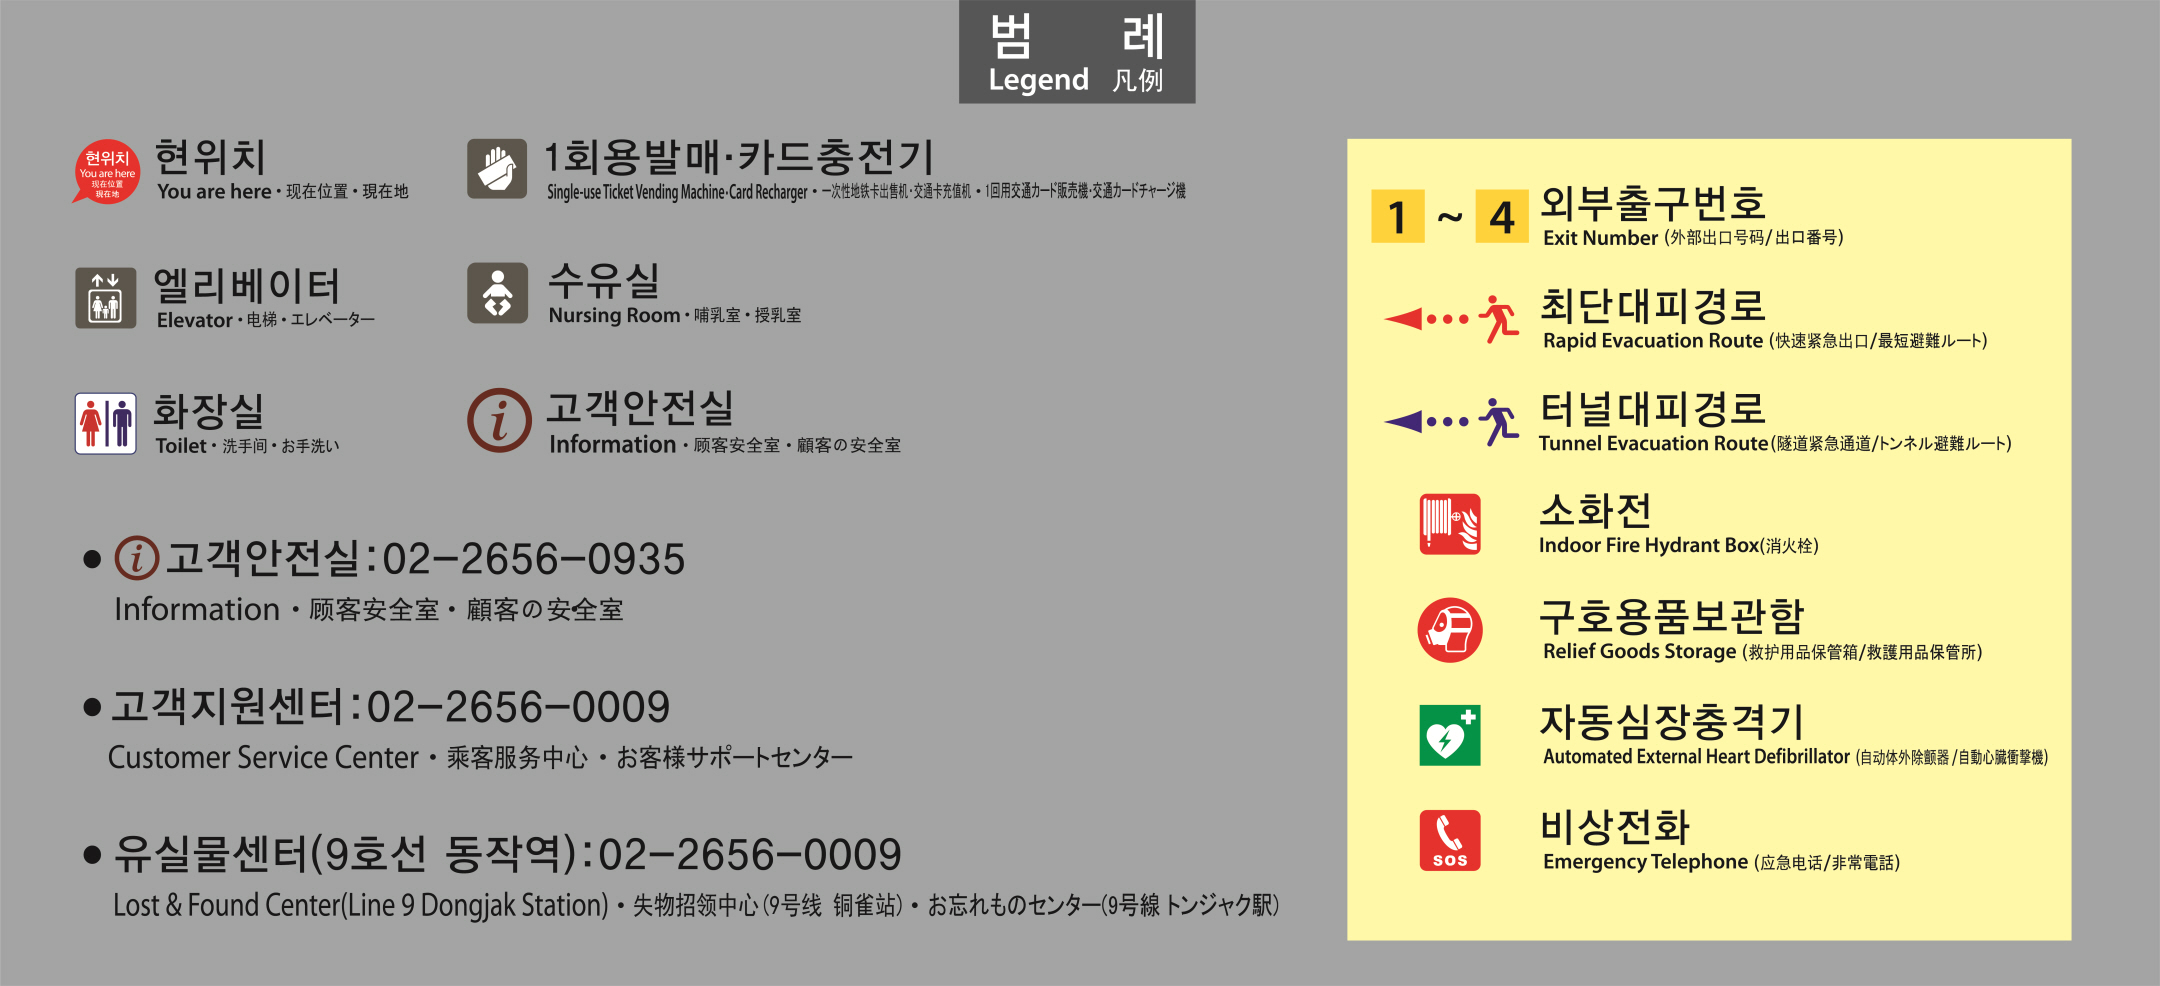 범 례
Legend 凡例
현위치
You are here
现在位置
現在地
현위치
You are here・现在位置・現在地
1회용발매·카드충전기
Single-use Ticket Vending Machine·Card Recharger・一次性地铁卡出售机·交通卡充值机・1回用交通カード販売機·交通カードチャージ機
엘리베이터
Elevator・电梯・エレベーター
수유실
Nursing Room・哺乳室・授乳室
화장실
Toilet・洗手间・お手洗い
i
고객안전실
Information・顾客安全室・顧客の安全室
● i 고객안전실:02-2656-0935
Information・顾客安全室・顧客の安全室
● 고객지원센터:02-2656-0009
Customer Service Center・乘客服务中心・お客様サポートセンター
● 유실물센터(9호선 동작역):02-2656-0009
Lost & Found Center(Line 9 Dongjak Station)・失物招领中心(9号线 铜雀站)・お忘れものセンター(9号線 トンジャク駅)
1 ~ 4 외부출구번호
Exit Number (外部出口号码/出口番号)
최단대피경로
Rapid Evacuation Route (快速紧急出口/最短避難ルート)
터널대피경로
Tunnel Evacuation Route(隧道紧急通道/トンネル避難ルート)
소화전
Indoor Fire Hydrant Box(消火栓)
구호용품보관함
Relief Goods Storage (救护用品保管箱/救護用品保管所)
자동심장충격기
Automated External Heart Defibrillator (自动体外除颤器/自動心臓衝撃機)
SOS
비상전화
Emergency Telephone (应急电话/非常電話)